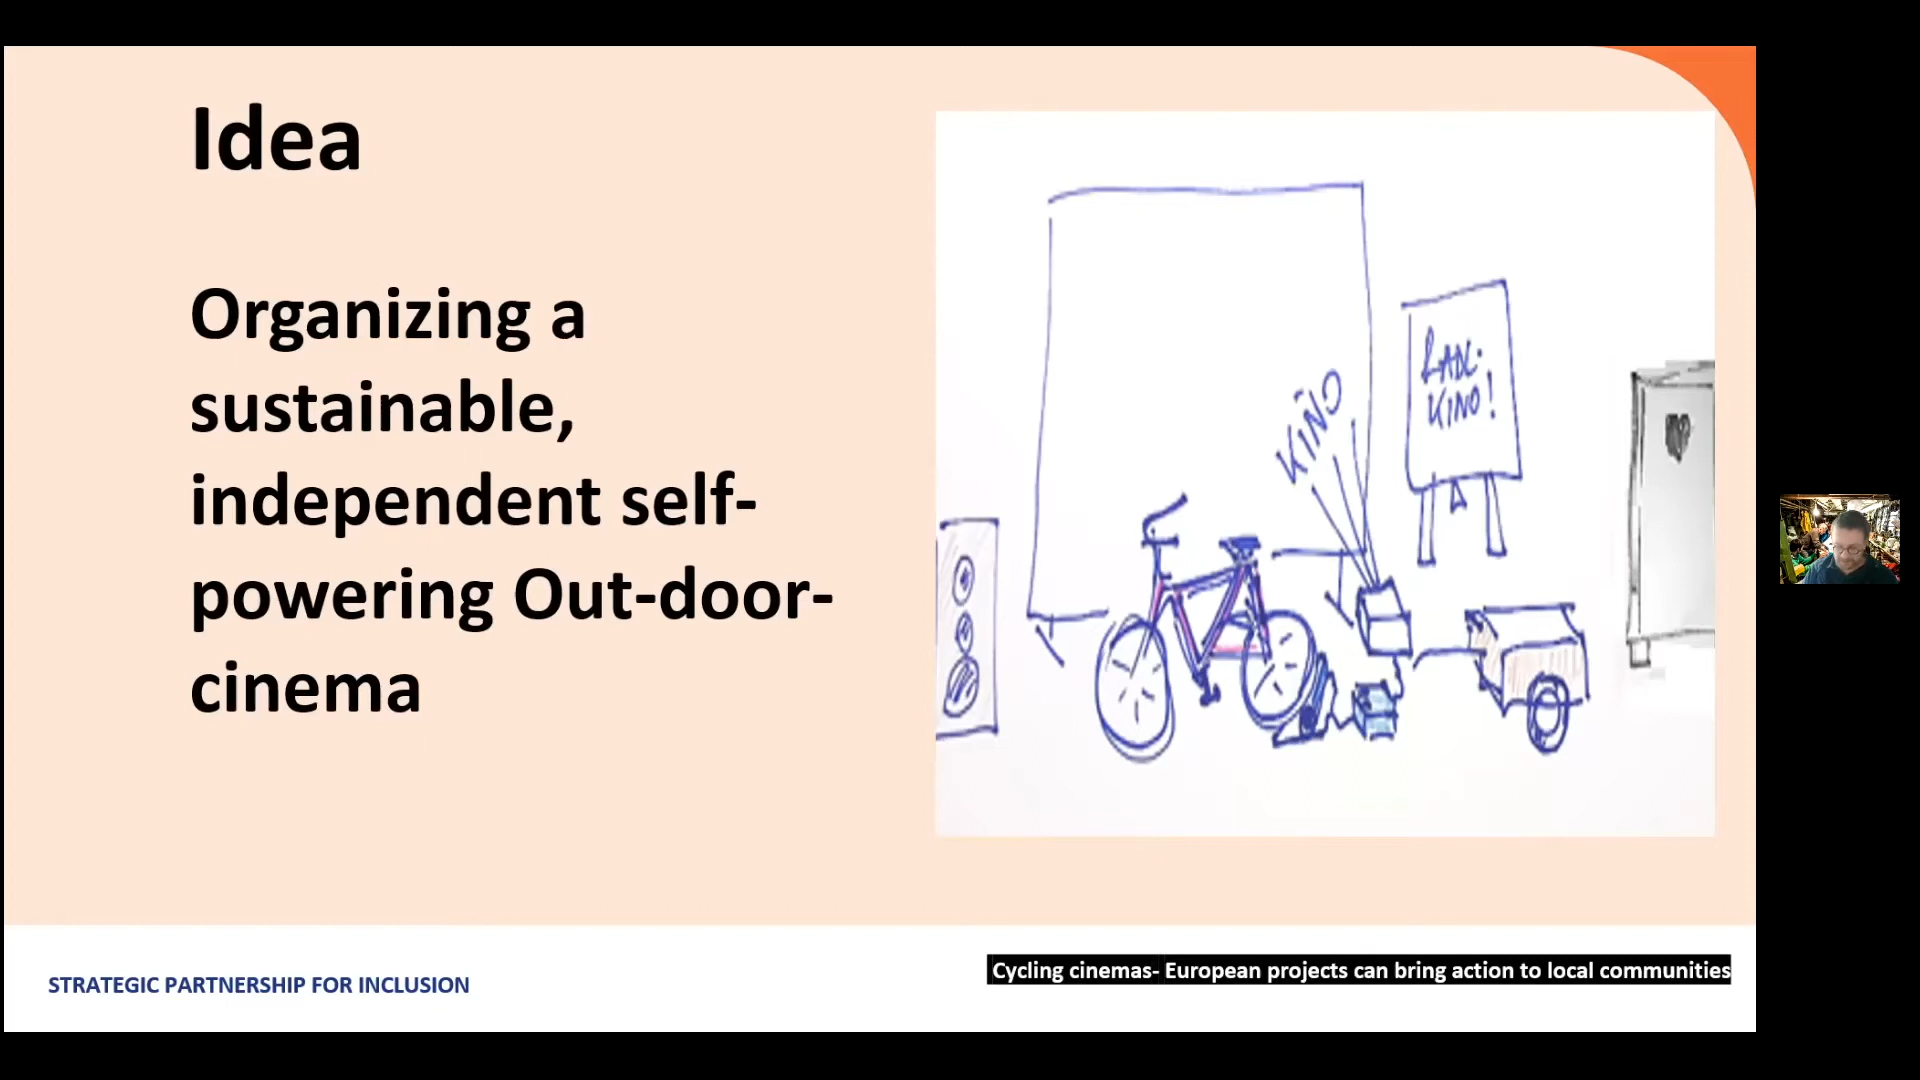 Idea
Organizing a
sustainable,
independent self-
powering Out-door-
cinema
KINO
RADL-
KINO!
STRATEGIC PARTNERSHIP FOR INCLUSION
Cycling cinemas- European projects can bring action to local communities